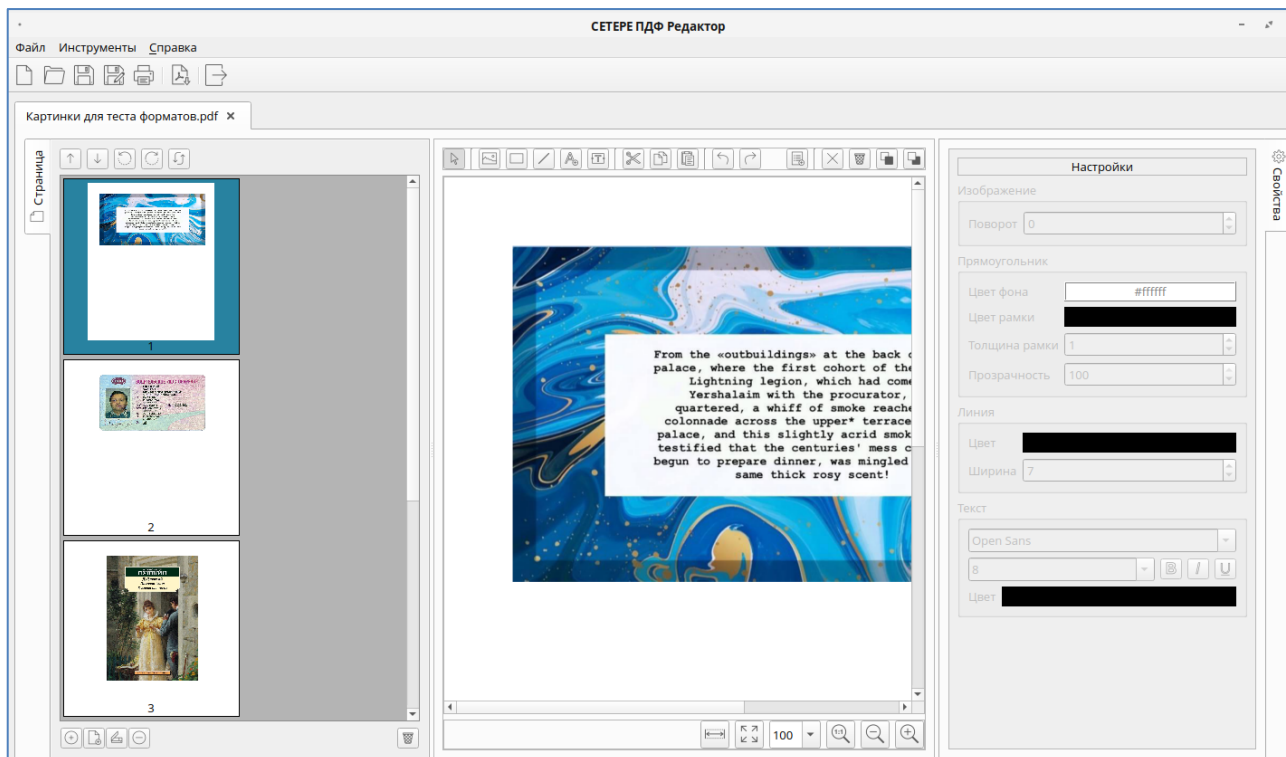 СЕТЕРЕ ПДФ Редактор
Файл Инструменты Справка
Картинки для теста форматов.pdf
Страница
1
2
3
From the «outbuildings» at the back
palace, where the first cohort of the
Lightning legion, which had come
Yershalaim with the procurator,
quartered, a whiff of smoke reache
colonnade across the upper* terrace
palace, and this slightly acrid smok
testified that the centuries' mess c
begun to prepare dinner, was mingled
same thick rosy scent!
100
1:1
Настройки
Изображение
Поворот 0
Прямоугольник
Цвет фона #ffffff
Цвет рамки
Толщина рамки 1
Прозрачность 100
Линия
Цвет
Ширина 7
Текст
Open Sans
8 B I U
Цвет
Свойства